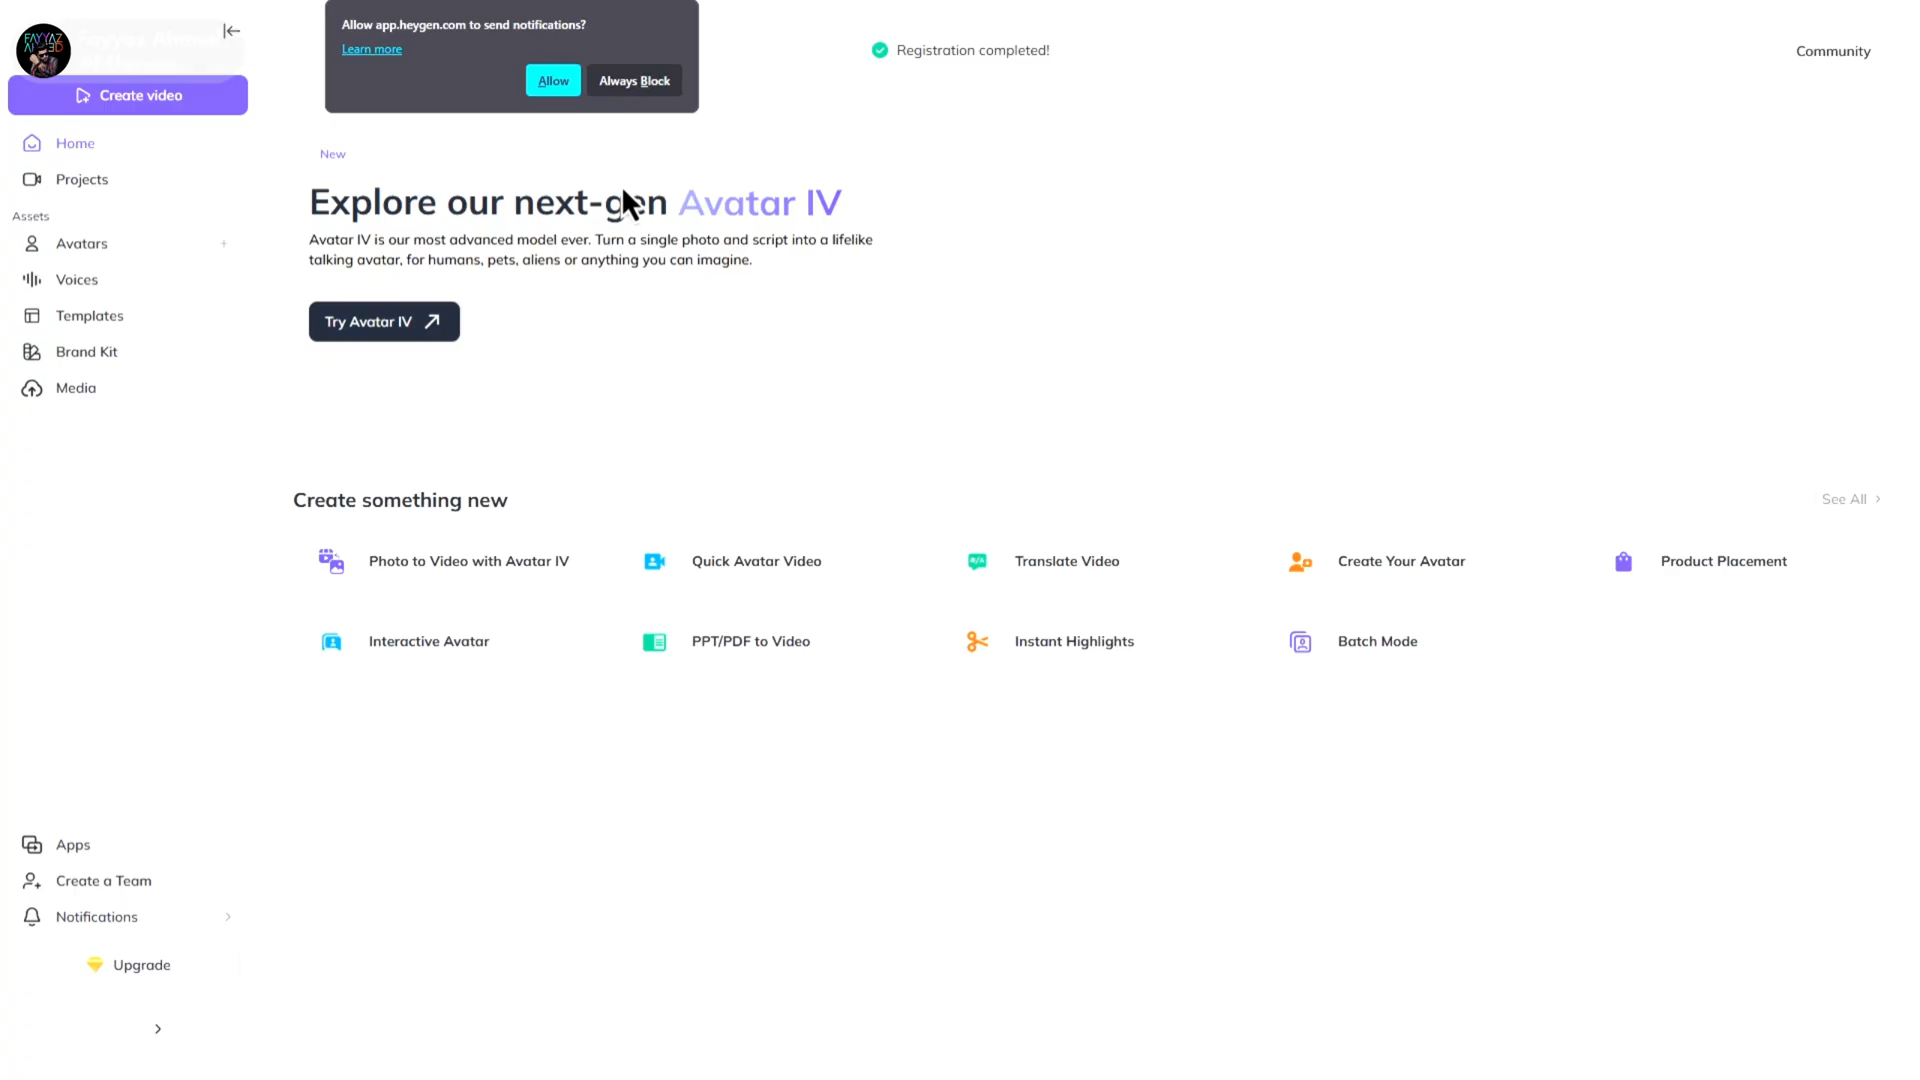 Allow app.heygen.com to send notifications?
Learn more
Allow
Always Block
Registration completed!
Community
FAYYAZ
Create video
Home
Projects
Assets
Avatars
Voices
Templates
Brand Kit
Media
New
Explore our next-gen Avatar IV
Avatar IV is our most advanced model ever. Turn a single photo and script into a lifelike
talking avatar, for humans, pets, aliens or anything you can imagine.
Try Avatar IV
Create something new
See All
Photo to Video with Avatar IV
Quick Avatar Video
Translate Video
Create Your Avatar
Product Placement
Interactive Avatar
PPT/PDF to Video
Instant Highlights
Batch Mode
Apps
Create a Team
Notifications
Upgrade